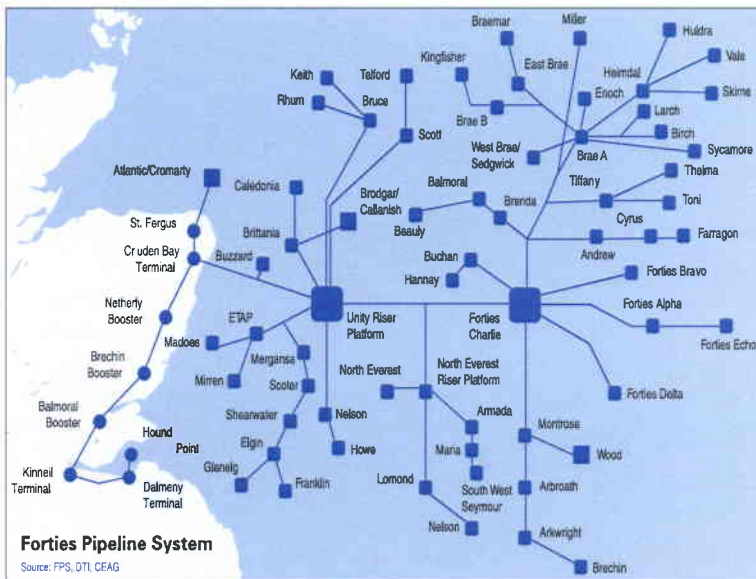 Braemar
Miller
Huldra
Kingfisher
East Brae
Heimdal
Vale
Keith
Telford
Enoch
Skirne
Rhum
Bruce
Larch
Brae B
Birch
Scott
West Brae/
Sedgwick
Brae A
Sycamore
Atlantic/Cromarty
Caledonia
Brodgar/
Callanish
Balmoral
Thelma
Tiffany
Toni
Brenda
St. Fergus
Beauly
Cyrus
Brittania
Farragon
Cruden Bay
Terminal
Buzzard
Buchan
Andrew
Hannay
Forties Bravo
Netherly
Booster
ETAP
Unity Riser
Platform
Forties
Charlie
Forties Alpha
Madoes
Forties Echo
Mergansa
Brechin
Booster
North Everest
North Everest
Riser Platform
Mirren
Scoter
Forties Delta
Balmoral
Booster
Shearwater
Nelson
Armada
Montrose
Hound
Point
Elgin
Howe
Maria
Wood
Kinneil
Terminal
Dalmeny
Terminal
Glenelg
Franklin
Lomond
South West
Seymour
Arbroath
Nelson
Arkwright
Brechin
Forties Pipeline System
Source: FPS, DTI, CEAG